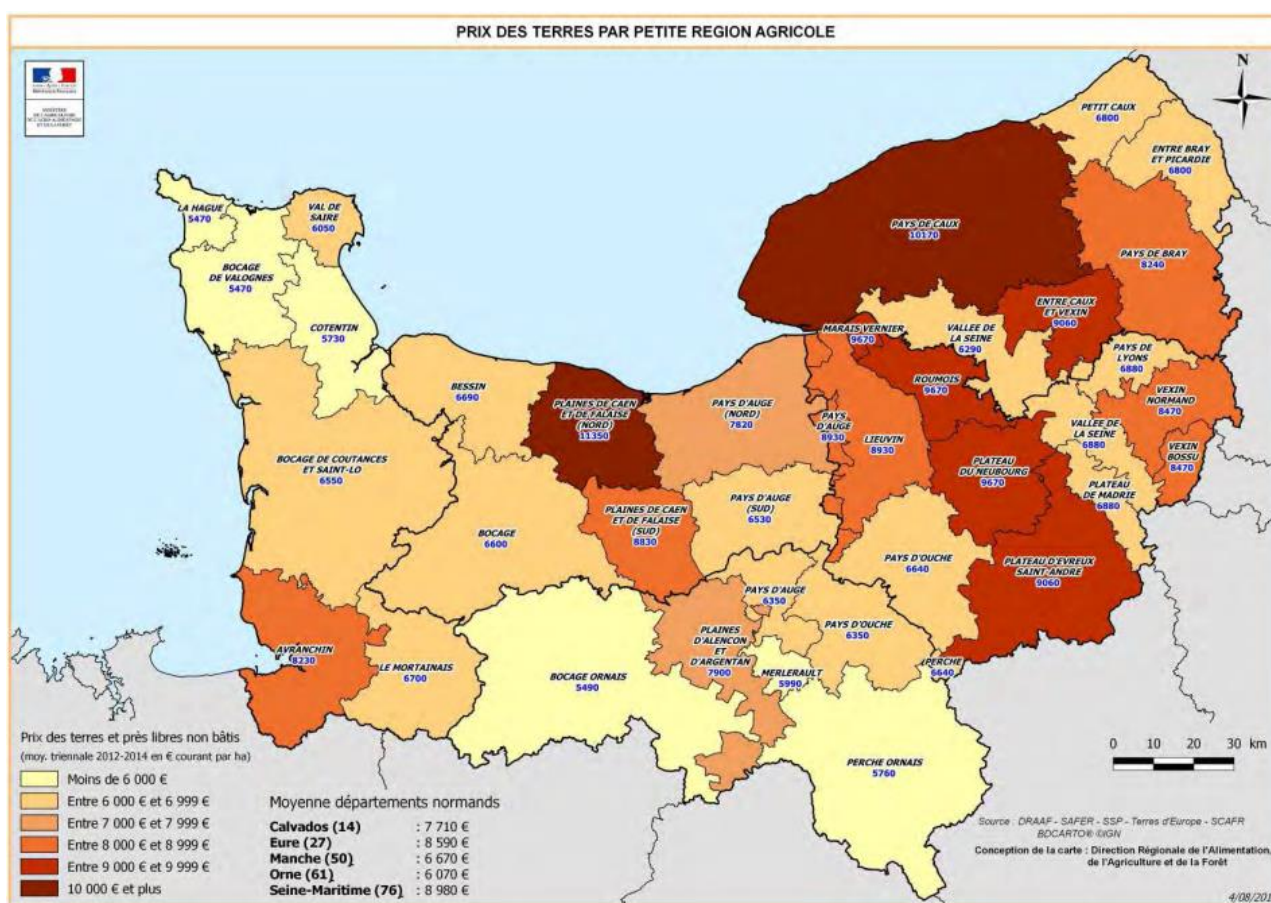 PRIX DES TERRES PAR PETITE REGION AGRICOLE
N
PETIT CAUX
6800
ENTRE BRAY
ET PICARDIE
6800
PAYS DE CAUX
10170
PAYS DE BRAY
8240
LA HAGUE
5470
VAL DE
SAIRE
6050
BOCAGE
DE VALOGNES
5470
COTENTIN
5730
ENTRE CAUX
ET VEXIN
9060
MARAIS VERNIER
9670
VALLEE DE
LA SEINE
6290
PAYS DE
LYONS
6880
BESSIN
6690
PLAINES DE CAEN
ET DE FALAISE
(NORD)
11350
PAYS D'AUGE
(NORD)
7820
PAYS
D'AUGE
8930
LIEUVIN
8930
ROUMOIS
9670
VEXIN
NORMAND
8470
VALLEE DE
LA SEINE
6880
VEXIN
BOSSU
8470
BOCAGE DE COUTANCES
ET SAINT-LO
6550
PLATEAU
DU NEUBOURG
9670
PLATEAU
DE MADRIE
6880
BOCAGE
6600
PLAINES DE CAEN
ET DE FALAISE
(SUD)
8830
PAYS D'AUGE
(SUD)
6530
PAYS D'OUCHE
6640
PLATEAU D'EVREUX
SAINT-ANDRE
9060
PAYS D'AUGE
6350
PAYS D'OUCHE
6350
AVRANCHIN
8230
LE MORTAINAIS
6700
BOCAGE ORNAIS
5490
PLAINES
D'ALENCON
ET
D'ARGENTAN
7900
MERLERAULT
5990
PERCHE
6640
PERCHE ORNAIS
5760
Prix des terres et près libres non bâtis
(moy. triennale 2012-2014 en € courant par ha)
Moins de 6 000 €
Entre 6 000 € et 6 999 €
Entre 7 000 € et 7 999 €
Entre 8 000 € et 8 999 €
Entre 9 000 € et 9 999 €
10 000 € et plus
Moyenne départements normands
Calvados (14) : 7 710 €
Eure (27) : 8 590 €
Manche (50) : 6 670 €
Orne (61) : 6 070 €
Seine-Maritime (76) : 8 980 €
0 10 20 30 km
Source : DRAAF - SAFER - SSP - Terres d'Europe - SCAFR
BDCARTO® ©IGN
Conception de la carte : Direction Régionale de l'Alimentation,
de l'Agriculture et de la Forêt
4/08/201